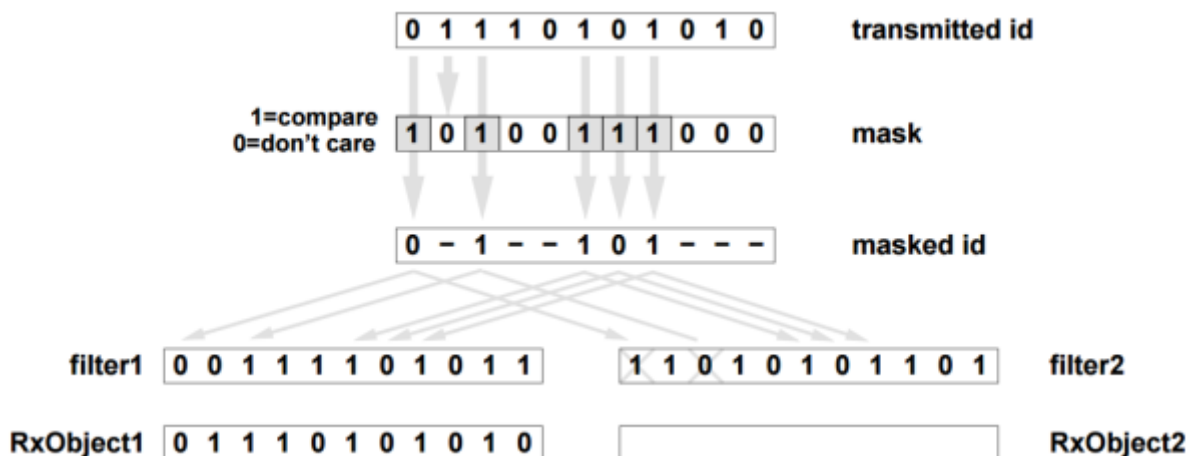 0 1 1 1 0 1 0 1 0 1 0 transmitted id
1=compare
0=don't care
1 0 1 0 0 1 1 1 0 0 0 mask
0 – 1 – – 1 0 1 – – – masked id
filter1 0 0 1 1 1 1 0 1 0 1 1 1 1 0 1 0 1 0 1 1 0 1 filter2
RxObject1 0 1 1 1 0 1 0 1 0 1 0 RxObject2